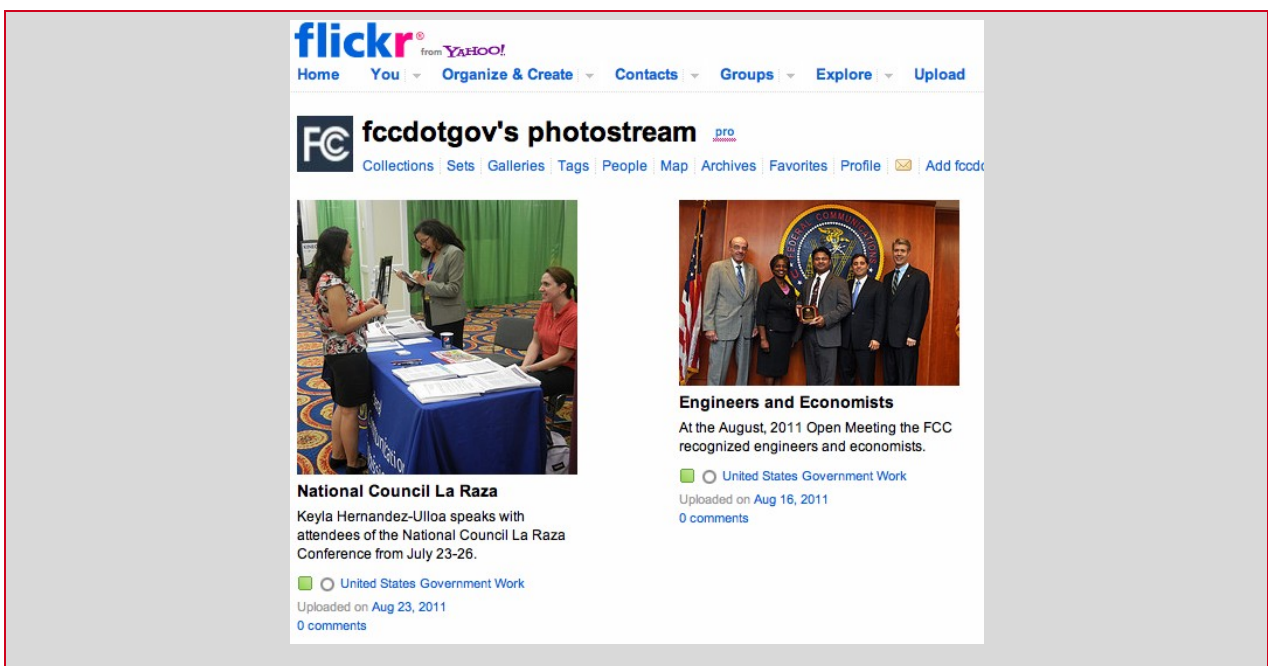 flickr® from YAHOO!
Home You Organize & Create Contacts Groups Explore Upload
FCC
fccdotgov's photostream pro
Collections Sets Galleries Tags People Map Archives Favorites Profile Add fccdo
FEDERAL COMMUNICATIONS
National Council La Raza
Keyla Hernandez-Ulloa speaks with
attendees of the National Council La Raza
Conference from July 23-26.
United States Government Work
Uploaded on Aug 23, 2011
0 comments
Engineers and Economists
At the August, 2011 Open Meeting the FCC
recognized engineers and economists.
United States Government Work
Uploaded on Aug 16, 2011
0 comments